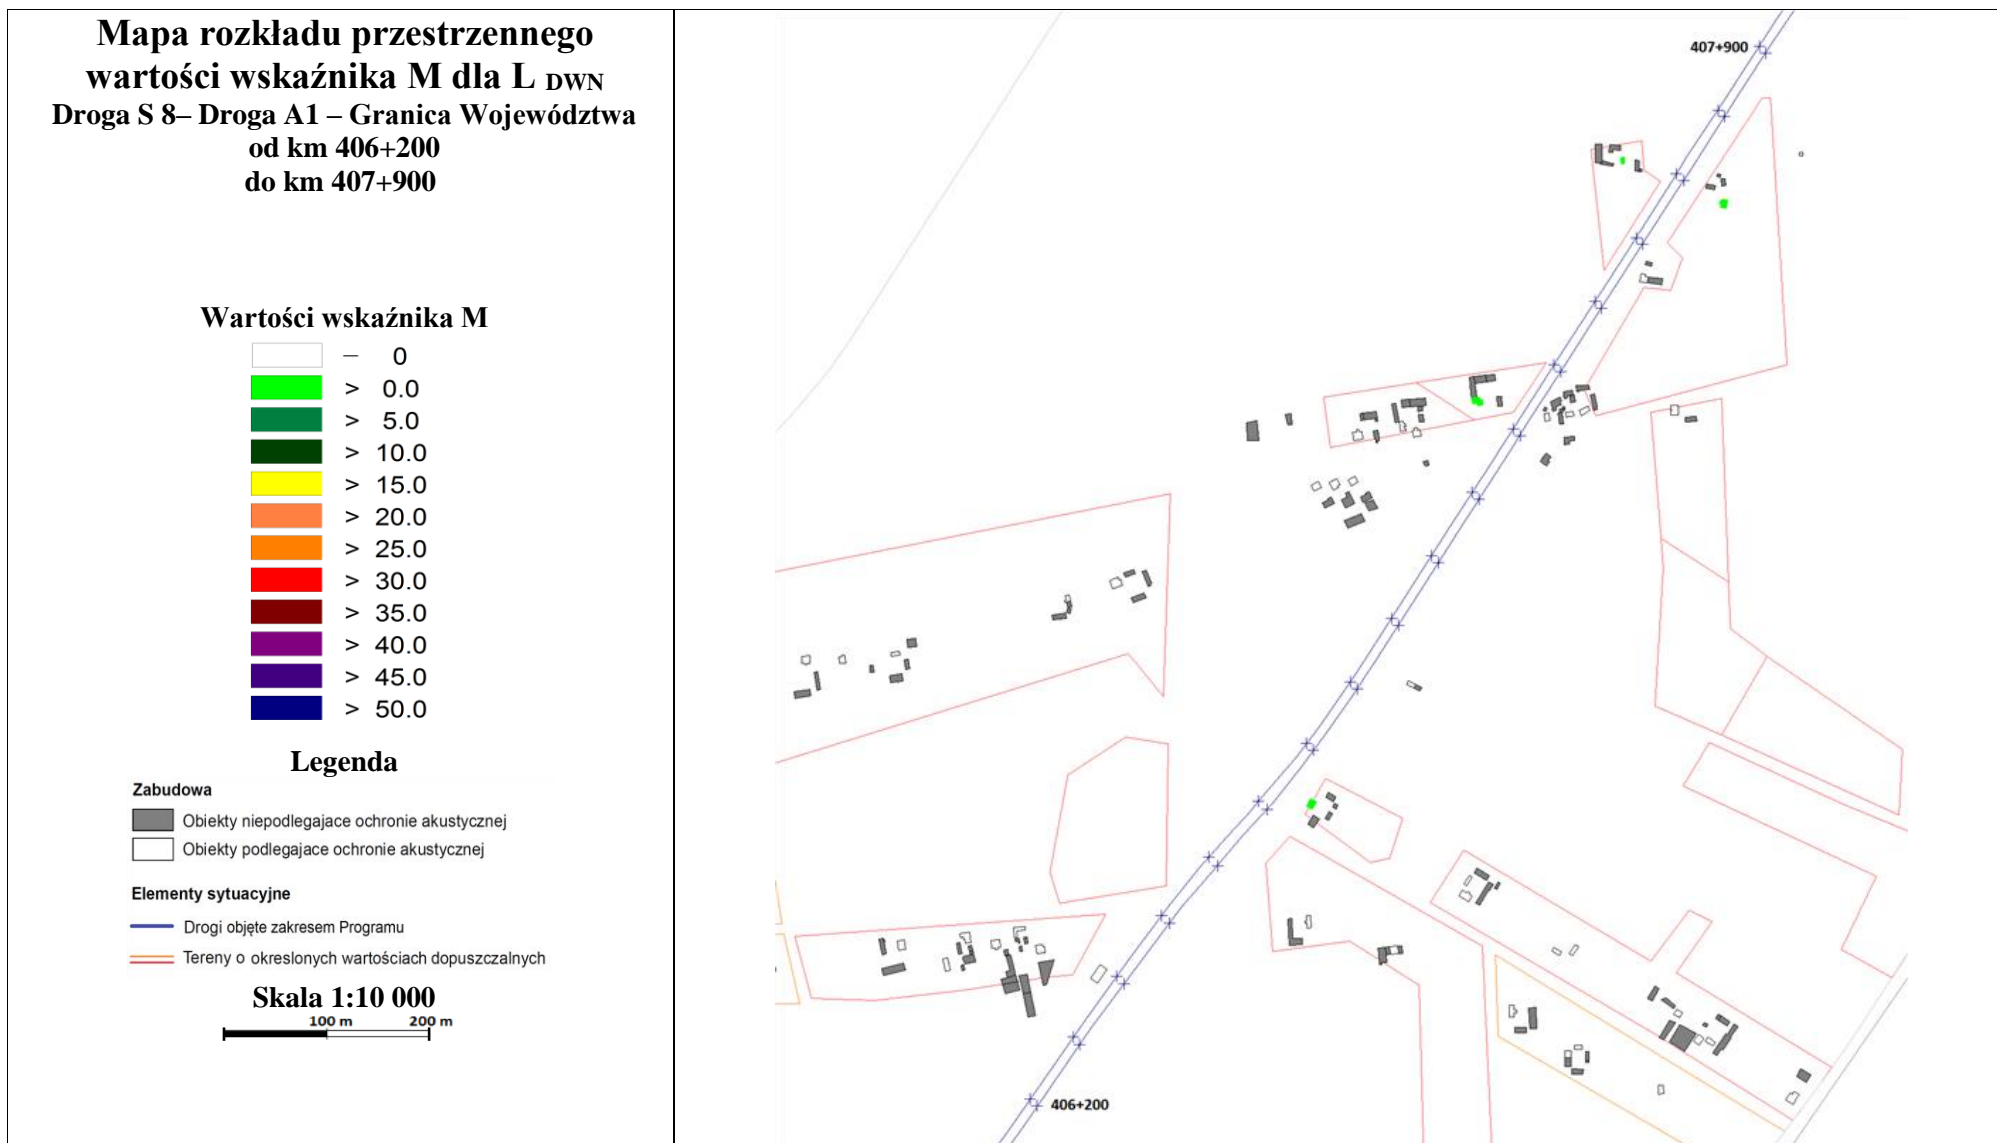 Mapa rozkładu przestrzennego
wartości wskaźnika M dla L DWN
Droga S 8– Droga A1 – Granica Województwa
od km 406+200
do km 407+900
Wartości wskaźnika M
– 0
> 0.0
> 5.0
> 10.0
> 15.0
> 20.0
> 25.0
> 30.0
> 35.0
> 40.0
> 45.0
> 50.0
Legenda
Zabudowa
Obiekty niepodlegajace ochronie akustycznej
Obiekty podlegajace ochronie akustycznej
Elementy sytuacyjne
Drogi objęte zakresem Programu
Tereny o okreslonych wartościach dopuszczalnych
Skala 1:10 000
100 m 200 m
407+900
406+200